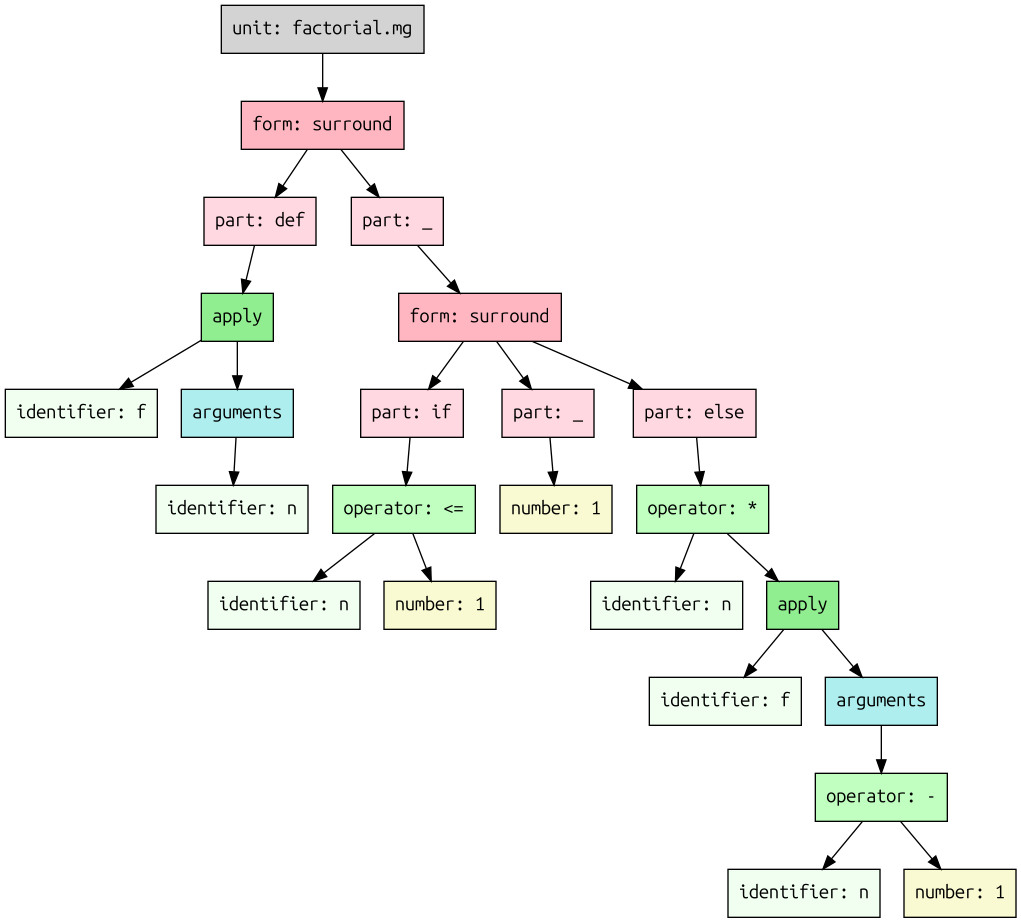 unit: factorial.mg
form: surround
part: def
part: _
apply
form: surround
identifier: f
arguments
part: if
part: _
part: else
identifier: n
operator: <=
number: 1
operator: *
identifier: n
number: 1
identifier: n
apply
identifier: f
arguments
operator: -
identifier: n
number: 1